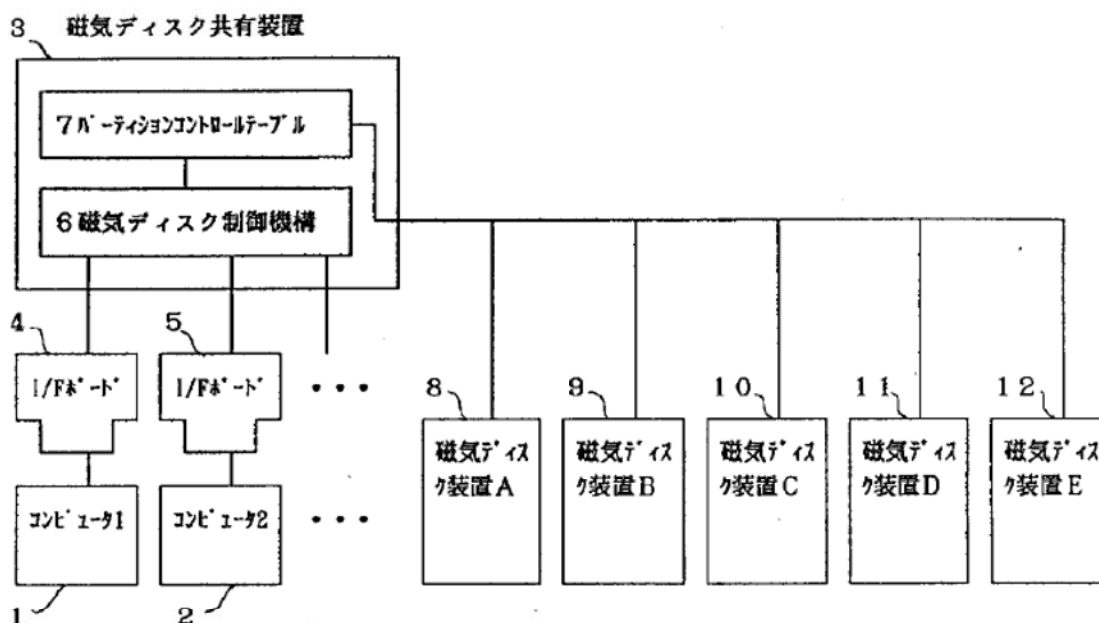 3 磁気ディスク共有装置
7ﾊﾟｰﾃｨｼｮﾝｺﾝﾄﾛｰﾙﾃｰﾌﾞﾙ
6磁気ディスク制御機構
4
5
I/Fﾎﾞｰﾄﾞ
I/Fﾎﾞｰﾄﾞ
・・・
8
9
10
11
12
磁気ディス
ｸ装置A
磁気ディス
ｸ装置B
磁気ディス
ｸ装置C
磁気ディス
ｸ装置D
磁気ディス
ｸ装置E
ｺﾝﾋﾟｭｰﾀ1
ｺﾝﾋﾟｭｰﾀ2
・・・
1
2